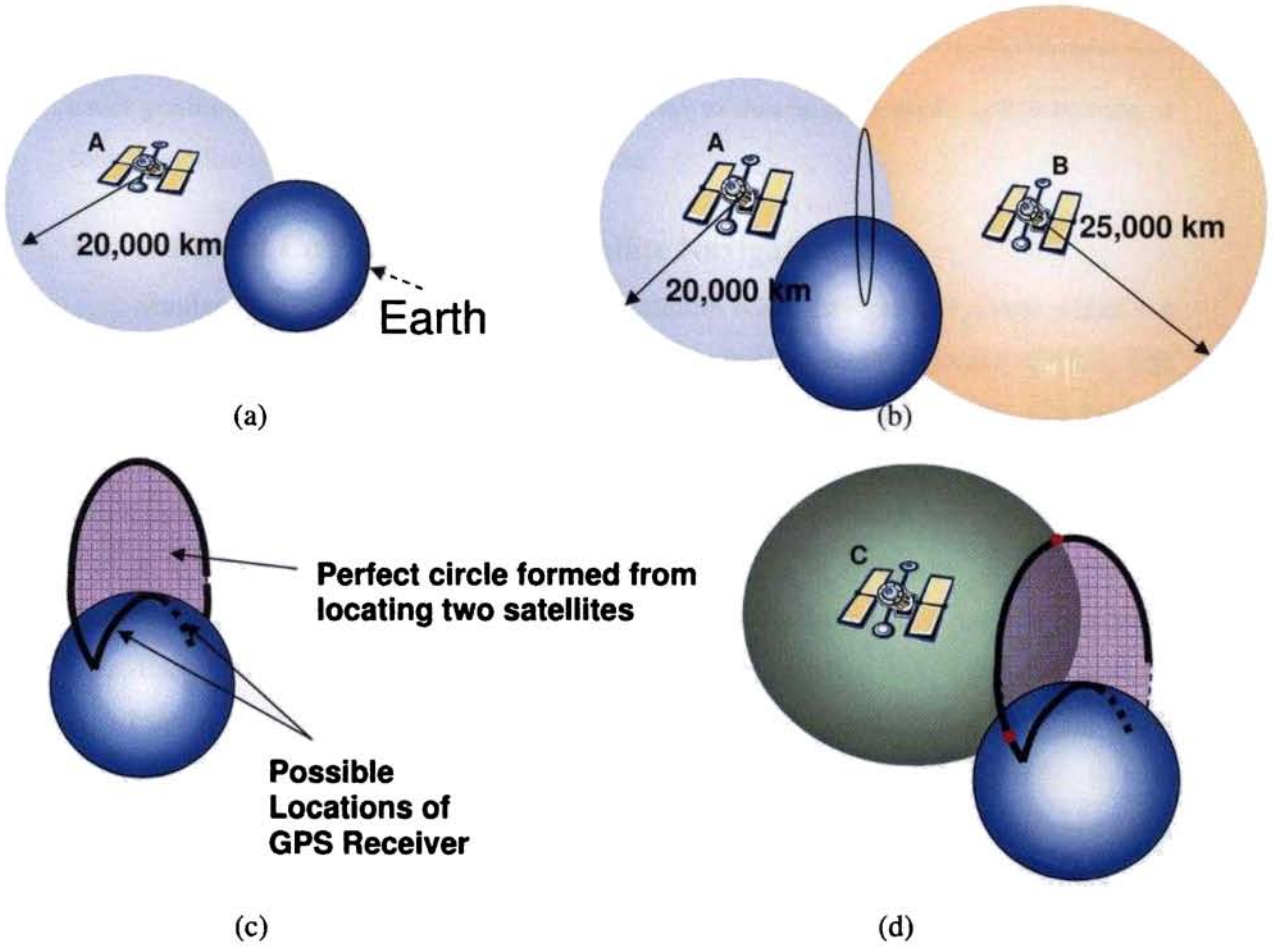 A
20,000 km
Earth
(a)
A
B
25,000 km
20,000 km
(b)
Perfect circle formed from
locating two satellites
Possible
Locations of
GPS Receiver
(c)
C
(d)